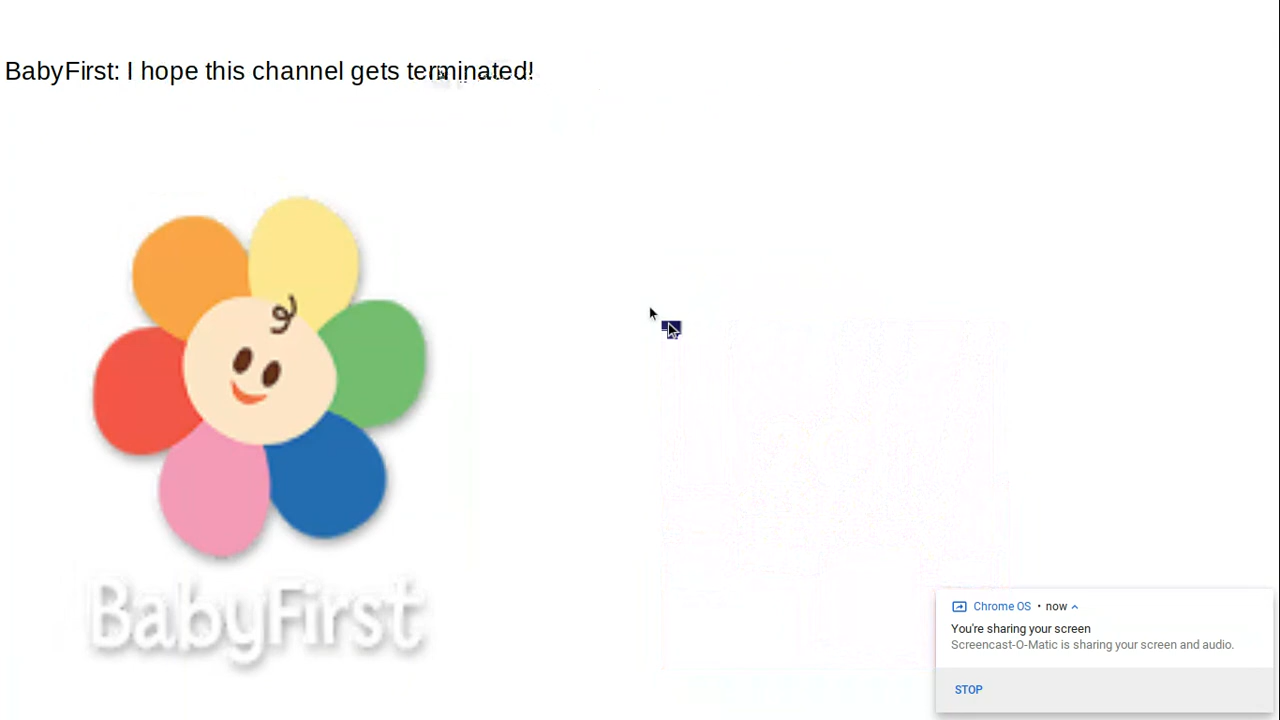 BabyFirst: I hope this channel gets terminated!
BabyFirst
Chrome OS • now
You're sharing your screen
Screencast-O-Matic is sharing your screen and audio.
STOP